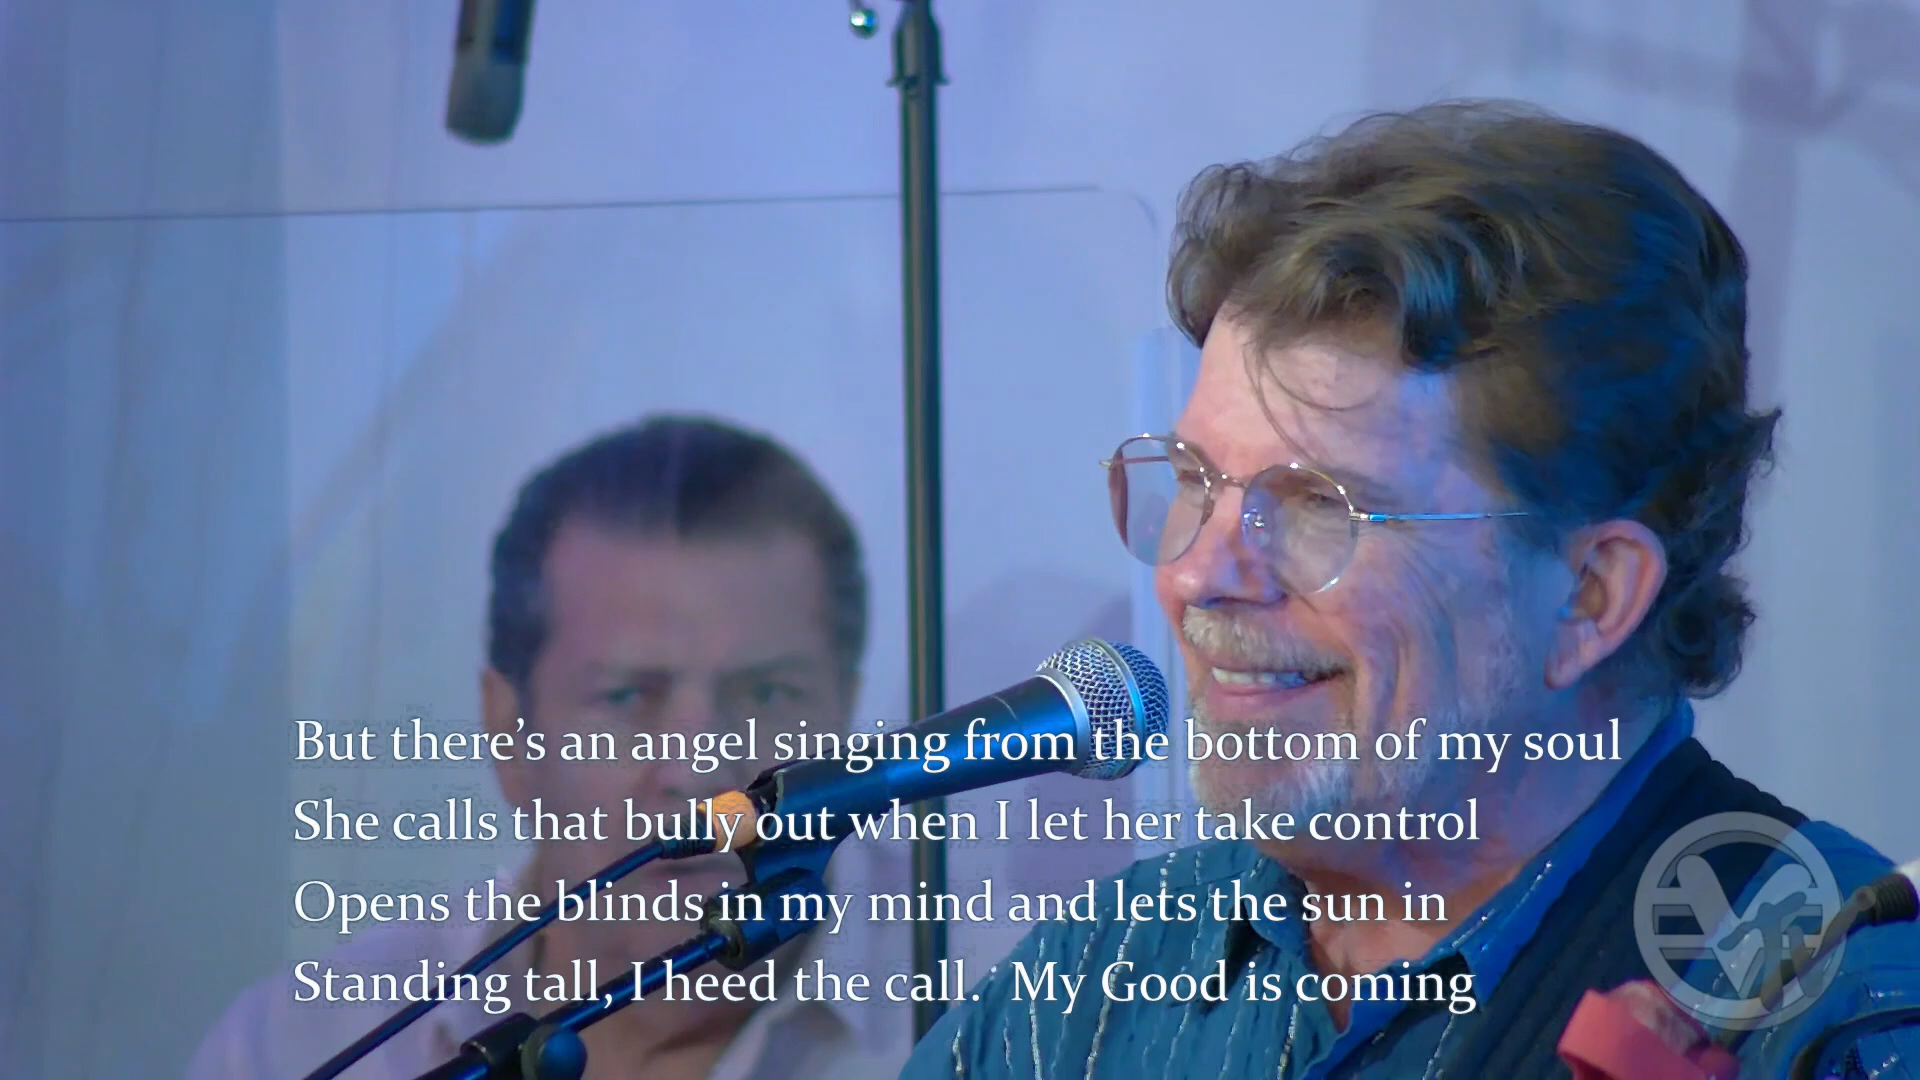 But there’s an angel singing from the bottom of my soul
She calls that bully out when I let her take control
Opens the blinds in my mind and lets the sun in
Standing tall, I heed the call.  My Good is coming